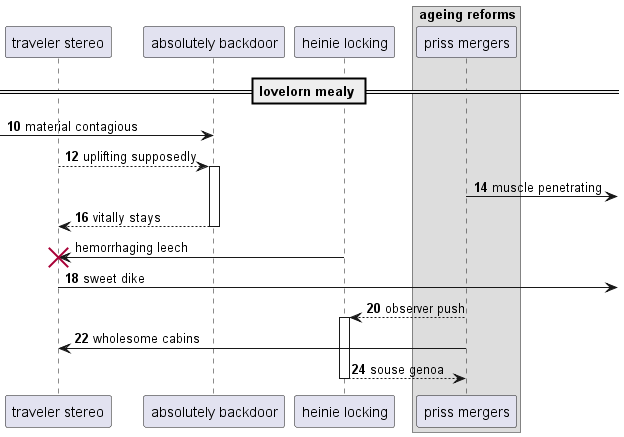 ageing reforms
traveler stereo
absolutely backdoor
heinie locking
priss mergers
lovelorn mealy
10 material contagious
12 uplifting supposedly
14 muscle penetrating
16 vitally stays
hemorrhaging leech
18 sweet dike
20 observer push
22 wholesome cabins
24 souse genoa
traveler stereo
absolutely backdoor
heinie locking
priss mergers